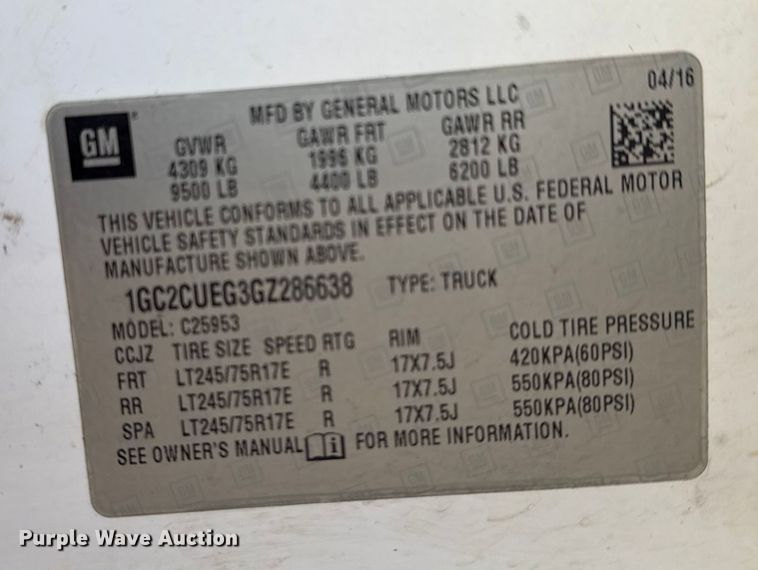 04/16
MFD BY GENERAL MOTORS LLC
GM
GVWR GAWR FRT GAWR RR
4309 KG 1996 KG 2812 KG
9500 LB 4400 LB 6200 LB
THIS VEHICLE CONFORMS TO ALL APPLICABLE U.S. FEDERAL MOTOR
VEHICLE SAFETY STANDARDS IN EFFECT ON THE DATE OF
MANUFACTURE SHOWN ABOVE.
1GC2CUEG3GZ286638 TYPE: TRUCK
MODEL: C25953
CCJZ TIRE SIZE SPEED RTG RIM COLD TIRE PRESSURE
FRT LT245/75R17E R 17X7.5J 420KPA(60PSI)
RR LT245/75R17E R 17X7.5J 550KPA(80PSI)
SPA LT245/75R17E R 17X7.5J 550KPA(80PSI)
SEE OWNER'S MANUAL i FOR MORE INFORMATION.
Purple Wave Auction